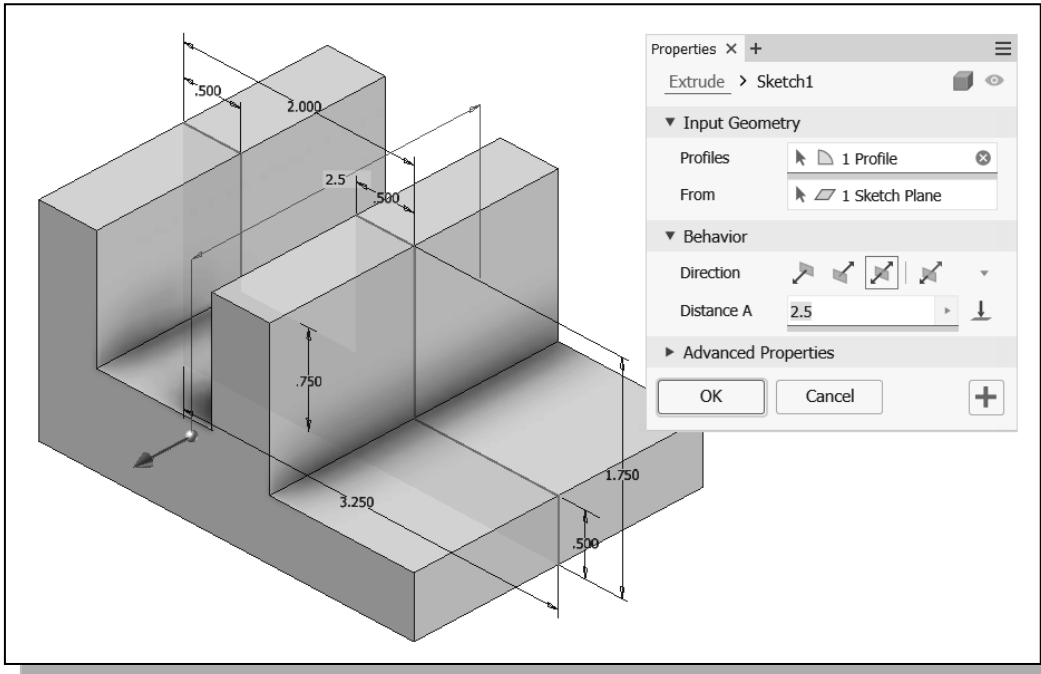 Properties × +
Extrude > Sketch1
▼ Input Geometry
Profiles 1 Profile
From 1 Sketch Plane
▼ Behavior
Direction
Distance A 2.5
► Advanced Properties
OK Cancel +
.500
2.000
2.5
.500
.750
3.250
1.750
.500